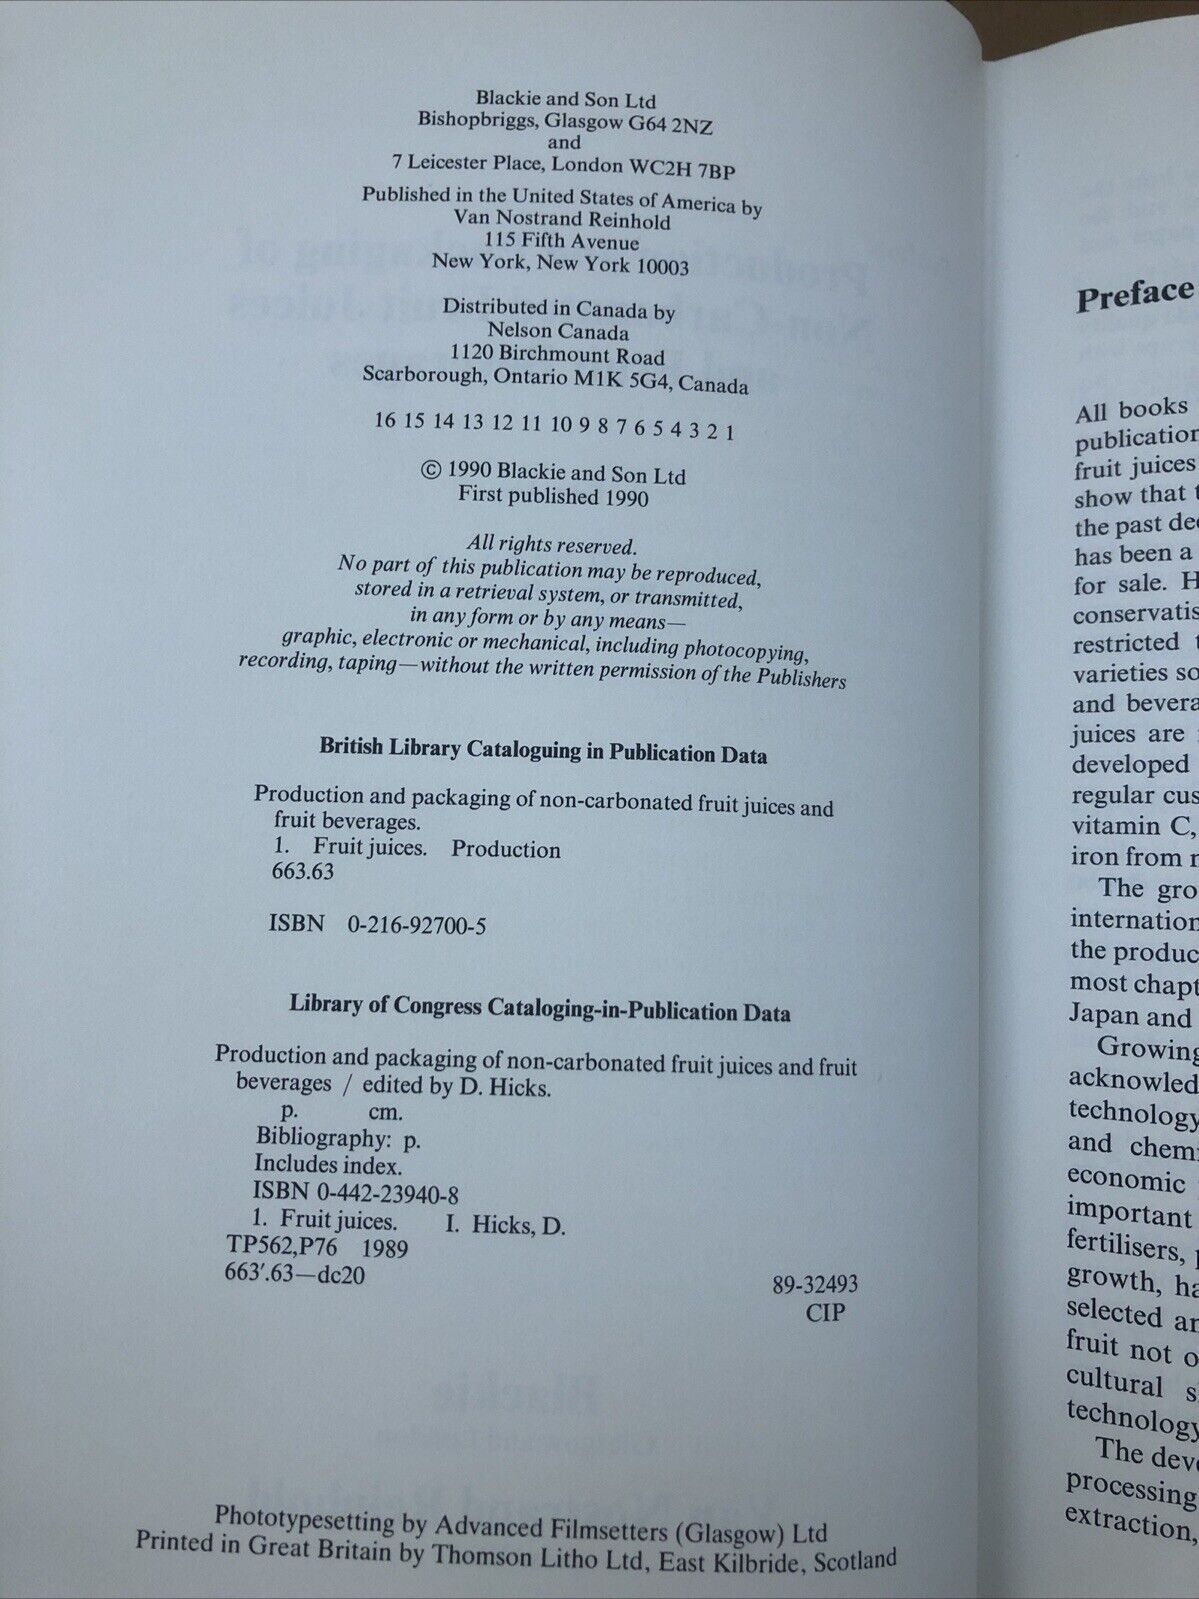 Blackie and Son Ltd
Bishopbriggs, Glasgow G64 2NZ
and
7 Leicester Place, London WC2H 7BP
Published in the United States of America by
Van Nostrand Reinhold
115 Fifth Avenue
New York, New York 10003
Distributed in Canada by
Nelson Canada
1120 Birchmount Road
Scarborough, Ontario M1K 5G4, Canada
16 15 14 13 12 11 10 9 8 7 6 5 4 3 2 1
© 1990 Blackie and Son Ltd
First published 1990
All rights reserved.
No part of this publication may be reproduced,
stored in a retrieval system, or transmitted,
in any form or by any means—
graphic, electronic or mechanical, including photocopying,
recording, taping—without the written permission of the Publishers
British Library Cataloguing in Publication Data
Production and packaging of non-carbonated fruit juices and
fruit beverages.
1. Fruit juices. Production
663.63
ISBN 0-216-92700-5
Library of Congress Cataloging-in-Publication Data
Production and packaging of non-carbonated fruit juices and fruit
beverages / edited by D. Hicks.
p. cm.
Bibliography: p.
Includes index.
ISBN 0-442-23940-8
1. Fruit juices. I. Hicks, D.
TP562,P76 1989
663′.63—dc20
89-32493
CIP
Phototypesetting by Advanced Filmsetters (Glasgow) Ltd
Printed in Great Britain by Thomson Litho Ltd, East Kilbride, Scotland
Preface
All books
publication
fruit juices
show that
the past
has been a
for sale.
restricted
varieties
and
juices are
developed
regular
vitamin C,
iron from
The
international
the
most
Japan and
Growing
technology
and
economic
important
fertilisers,
growth,
selected
fruit not
cultural
technology
The
processing
extraction,